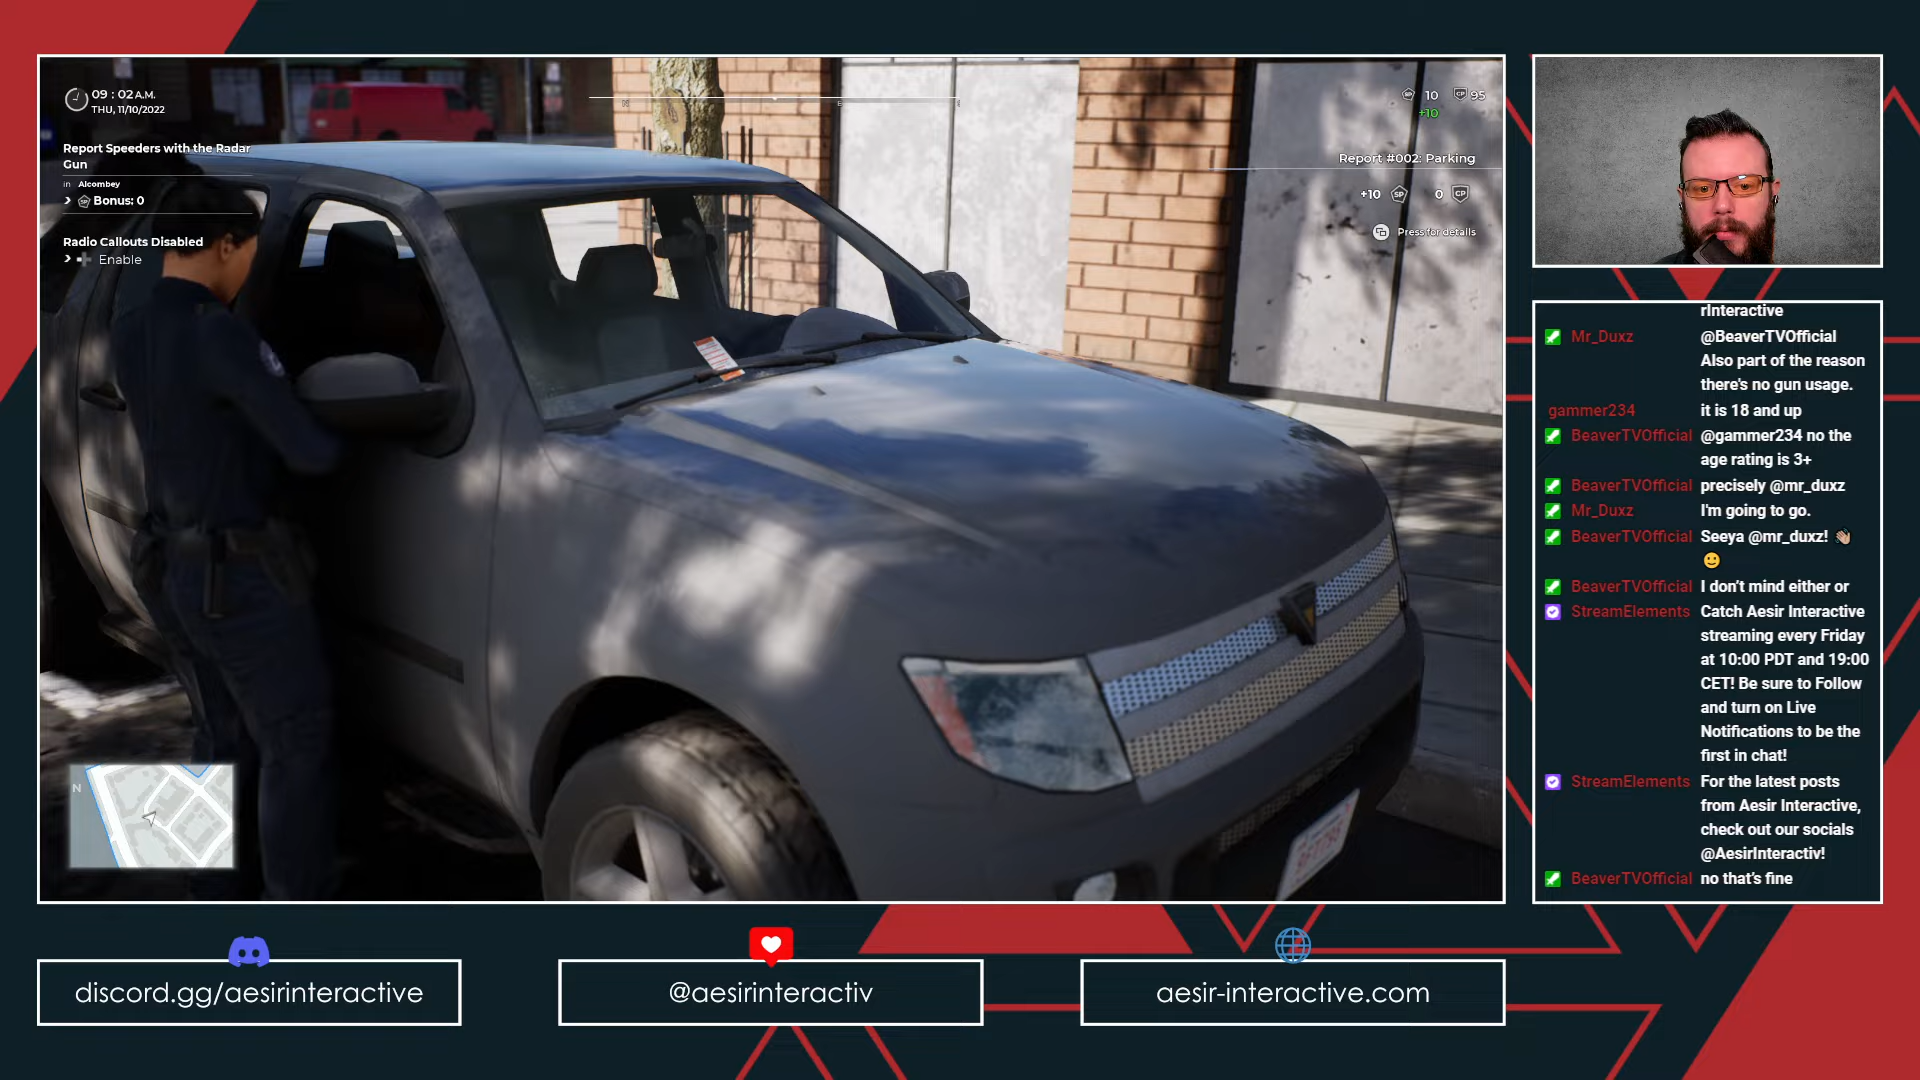 09 : 02 A.M.
THU, 11/10/2022
Report Speeders with the Radar
Gun
in Alcombey
> SP Bonus: 0
Radio Callouts Disabled
> Enable
N
E
SP 10 CP 95
+10
Report #002: Parking
+10 SP 0 CP
Press for details
N
rInteractive
Mr_Duxz @BeaverTVOfficial
Also part of the reason
there's no gun usage.
gammer234 it is 18 and up
BeaverTVOfficial @gammer234 no the
age rating is 3+
BeaverTVOfficial precisely @mr_duxz
Mr_Duxz I'm going to go.
BeaverTVOfficial Seeya @mr_duxz! 👋🏽
🙂
BeaverTVOfficial I don't mind either or
StreamElements Catch Aesir Interactive
streaming every Friday
at 10:00 PDT and 19:00
CET! Be sure to Follow
and turn on Live
Notifications to be the
first in chat!
StreamElements For the latest posts
from Aesir Interactive,
check out our socials
@AesirInteractiv!
BeaverTVOfficial no that's fine
discord.gg/aesirinteractive
@aesirinteractiv
aesir-interactive.com